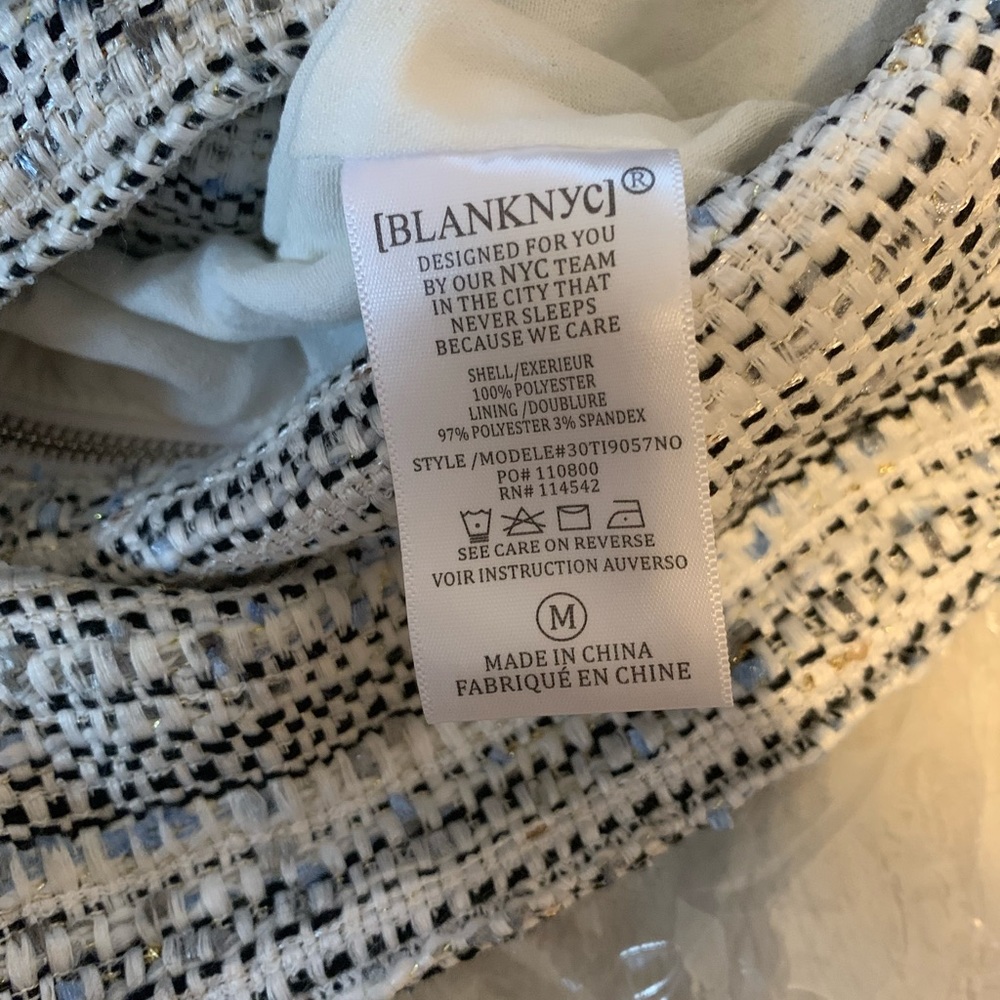 [BLANKNYC]®
DESIGNED FOR YOU
BY OUR NYC TEAM
IN THE CITY THAT
NEVER SLEEPS
BECAUSE WE CARE
SHELL/EXERIEUR
100% POLYESTER
LINING /DOUBLURE
97% POLYESTER 3% SPANDEX
STYLE /MODELE#30TI9057NO
PO# 110800
RN# 114542
SEE CARE ON REVERSE
VOIR INSTRUCTION AUVERSO
M
MADE IN CHINA
FABRIQUÉ EN CHINE